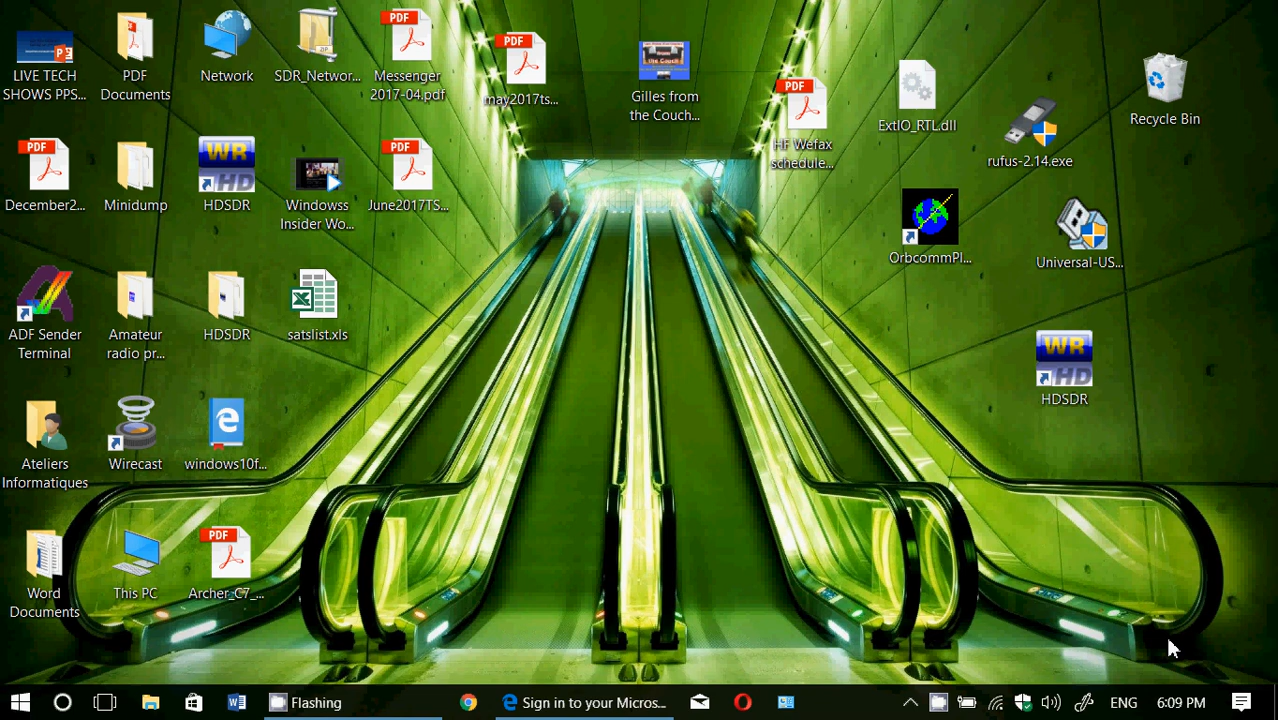 LIVE TECH
SHOWS PPS...
PDF
Documents
Network
SDR_Networ...
PDF
Messenger
2017-04.pdf
PDF
may2017ts...
Gilles from
the Couch...
PDF
HF Wefax
schedule...
ExtIO_RTL.dll
rufus-2.14.exe
Recycle Bin
PDF
December2...
Minidump
WR
HD
HDSDR
Windowss
Insider Wo...
PDF
June2017TS...
OrbcommPl...
Universal-US...
ADF Sender
Terminal
Amateur
radio pr...
HDSDR
satslist.xls
WR
HD
HDSDR
Ateliers
Informatiques
Wirecast
windows10f...
Word
Documents
This PC
PDF
Archer_C7_...
Flashing
Sign in to your Micros...
ENG
6:09 PM